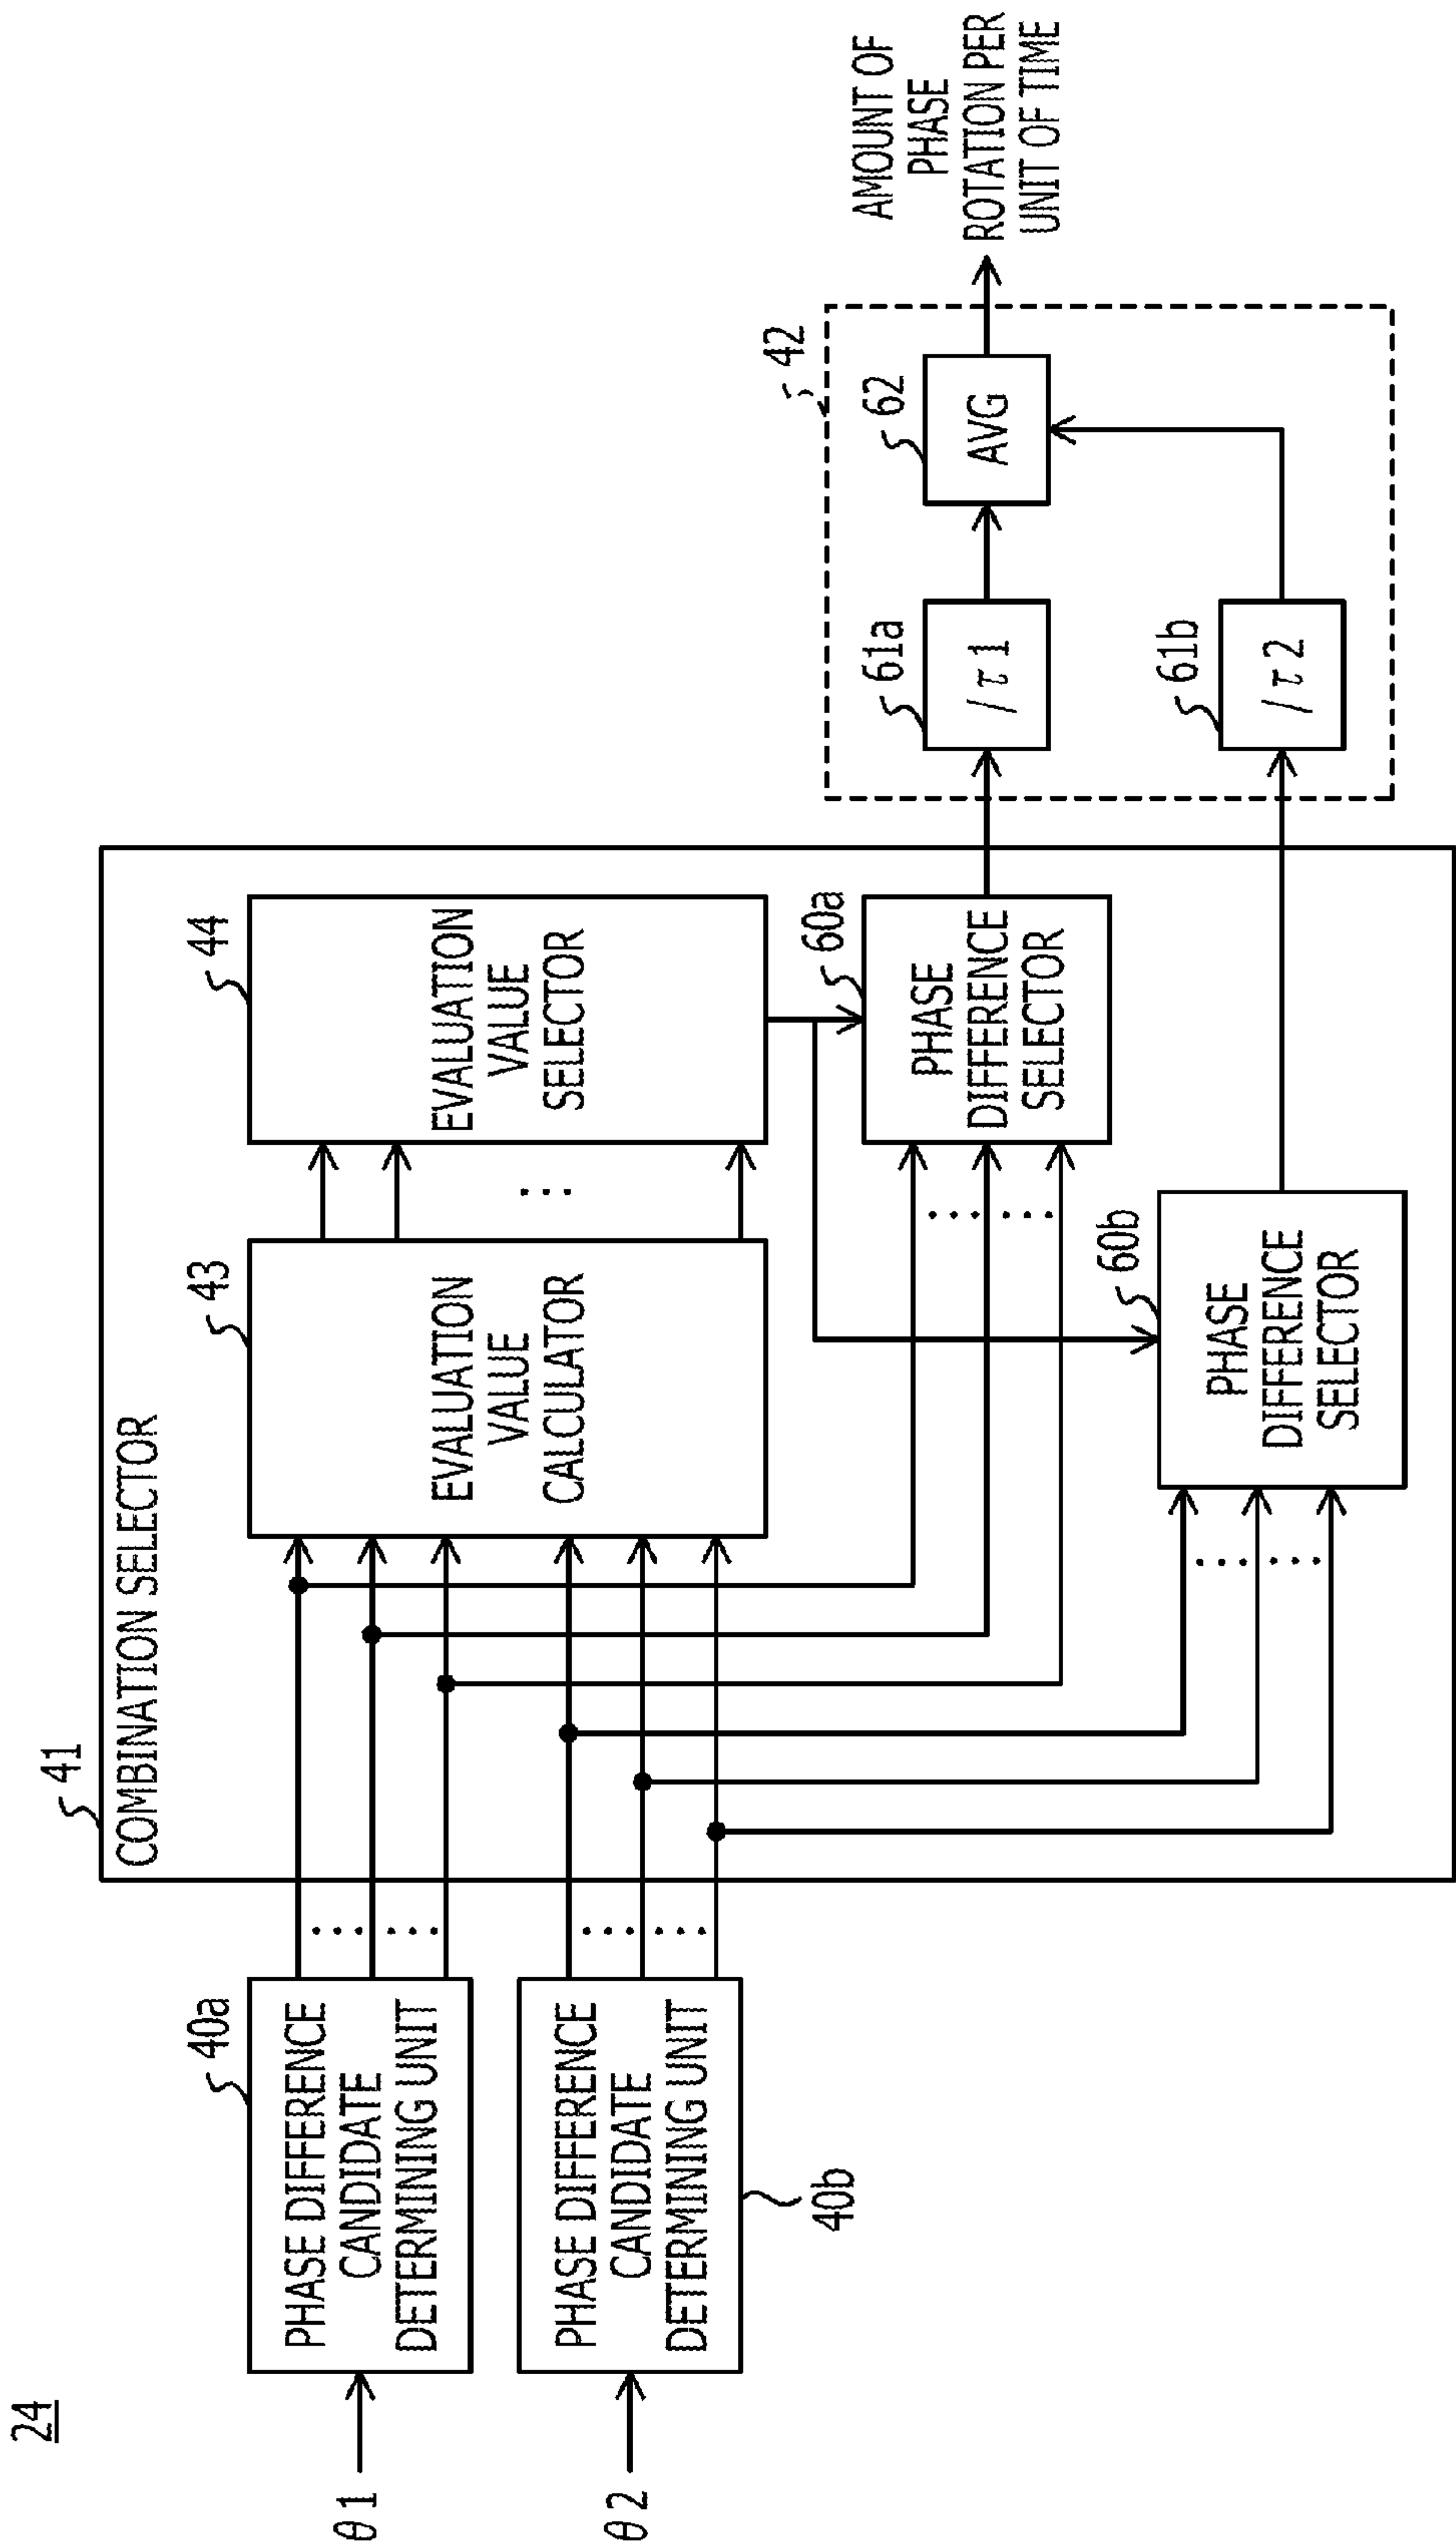 24
θ1
θ2
40a
PHASE DIFFERENCE
CANDIDATE
DETERMINING UNIT
PHASE DIFFERENCE
CANDIDATE
DETERMINING UNIT
40b
41
COMBINATION SELECTOR
43
EVALUATION
VALUE
CALCULATOR
44
EVALUATION
VALUE
SELECTOR
60a
PHASE
DIFFERENCE
SELECTOR
60b
PHASE
DIFFERENCE
SELECTOR
42
61a
/τ1
61b
/τ2
62
AVG
AMOUNT OF
PHASE
ROTATION PER
UNIT OF TIME